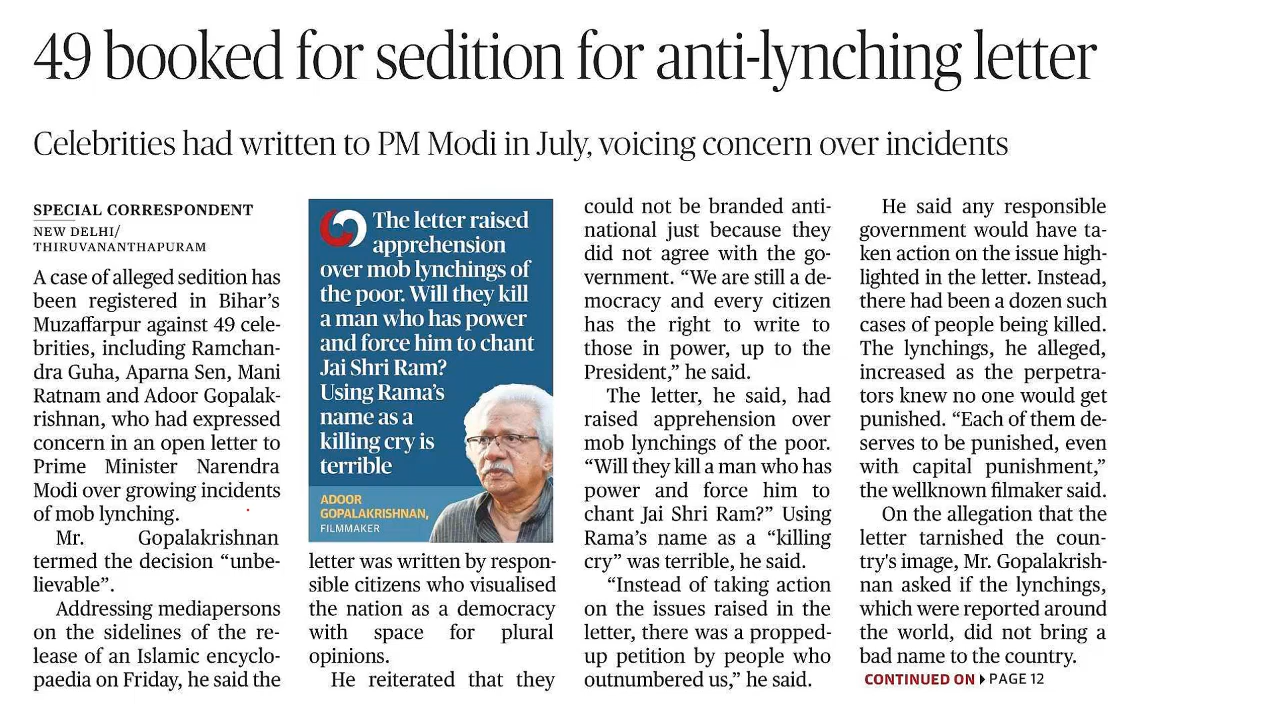 49 booked for sedition for anti-lynching letter
Celebrities had written to PM Modi in July, voicing concern over incidents
SPECIAL CORRESPONDENT
NEW DELHI/
THIRUVANANTHAPURAM
A case of alleged sedition has
been registered in Bihar's
Muzaffarpur against 49 cele-
brities, including Ramchan-
dra Guha, Aparna Sen, Mani
Ratnam and Adoor Gopalak-
rishnan, who had expressed
concern in an open letter to
Prime Minister Narendra
Modi over growing incidents
of mob lynching.
Mr. Gopalakrishnan
termed the decision “unbe-
lievable”.
Addressing mediapersons
on the sidelines of the re-
lease of an Islamic encyclo-
paedia on Friday, he said the
The letter raised
apprehension
over mob lynchings of
the poor. Will they kill
a man who has power
and force him to chant
Jai Shri Ram?
Using Rama’s
name as a
killing cry is
terrible
ADOOR
GOPALAKRISHNAN,
FILMMAKER
letter was written by respon-
sible citizens who visualised
the nation as a democracy
with space for plural
opinions.
He reiterated that they
could not be branded anti-
national just because they
did not agree with the go-
vernment. “We are still a de-
mocracy and every citizen
has the right to write to
those in power, up to the
President,” he said.
The letter, he said, had
raised apprehension over
mob lynchings of the poor.
“Will they kill a man who has
power and force him to
chant Jai Shri Ram?” Using
Rama’s name as a “killing
cry” was terrible, he said.
“Instead of taking action
on the issues raised in the
letter, there was a propped-
up petition by people who
outnumbered us,” he said.
He said any responsible
government would have ta-
ken action on the issue high-
lighted in the letter. Instead,
there had been a dozen such
cases of people being killed.
The lynchings, he alleged,
increased as the perpetra-
tors knew no one would get
punished. “Each of them de-
serves to be punished, even
with capital punishment,”
the wellknown filmaker said.
On the allegation that the
letter tarnished the coun-
try's image, Mr. Gopalakrish-
nan asked if the lynchings,
which were reported around
the world, did not bring a
bad name to the country.
CONTINUED ON PAGE 12